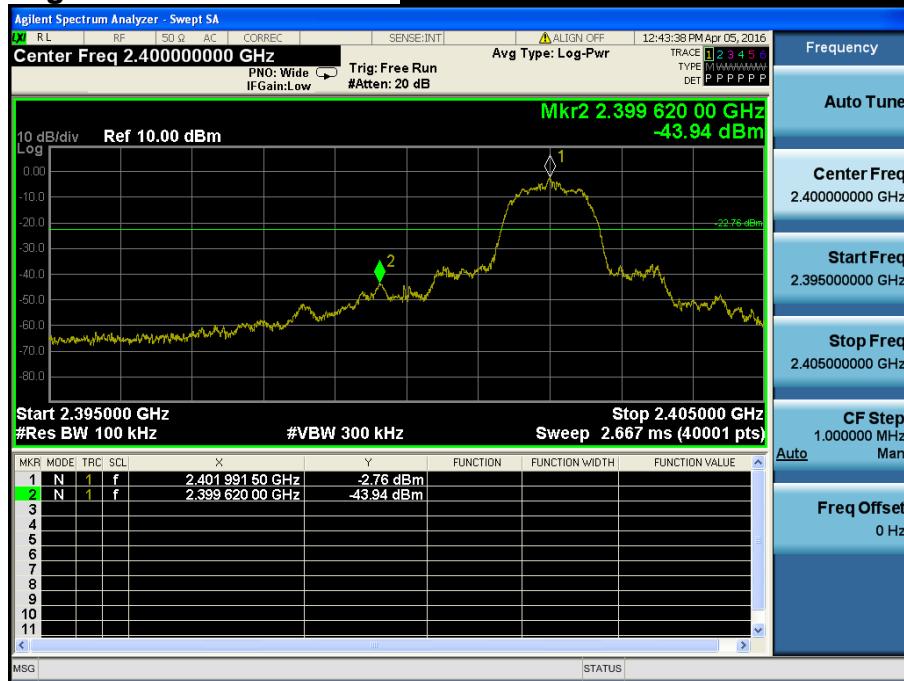 Agilent Spectrum Analyzer - Swept SA
LXI RL RF 50 Ω AC CORREC SENSE:INT ALIGN OFF 12:43:38 PM Apr 05, 2016
Center Freq 2.400000000 GHz
PNO: Wide
IFGain:Low
Trig: Free Run
#Atten: 20 dB
Avg Type: Log-Pwr
TRACE 1 2 3 4 5 6
TYPE M WWWWW
DET P P P P P P
Mkr2 2.399 620 00 GHz
-43.94 dBm
10 dB/div Ref 10.00 dBm
Log
1
0.00
-10.0
-20.0
-22.76 dBm
-30.0
2
-40.0
-50.0
-60.0
-70.0
-80.0
Start 2.395000 GHz Stop 2.405000 GHz
#Res BW 100 kHz #VBW 300 kHz Sweep 2.667 ms (40001 pts)
MKR MODE TRC SCL X Y FUNCTION FUNCTION WIDTH FUNCTION VALUE
1 N 1 f 2.401 991 50 GHz -2.76 dBm
2 N 1 f 2.399 620 00 GHz -43.94 dBm
3
4
5
6
7
8
9
10
11
MSG STATUS
Frequency
Auto Tune
Center Freq
2.400000000 GHz
Start Freq
2.395000000 GHz
Stop Freq
2.405000000 GHz
CF Step
1.000000 MHz
Auto Man
Freq Offset
0 Hz